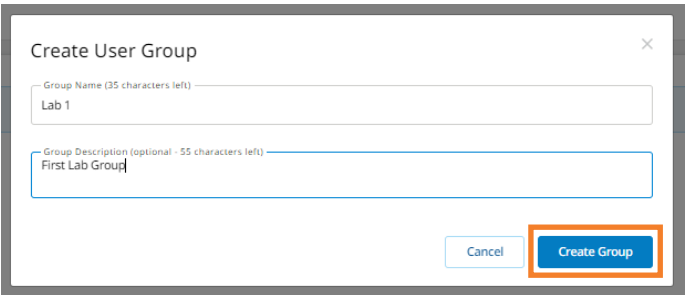 Create User Group
Group Name (35 characters left)
Lab 1
Group Description (optional - 55 characters left)
First Lab Group
Cancel
Create Group